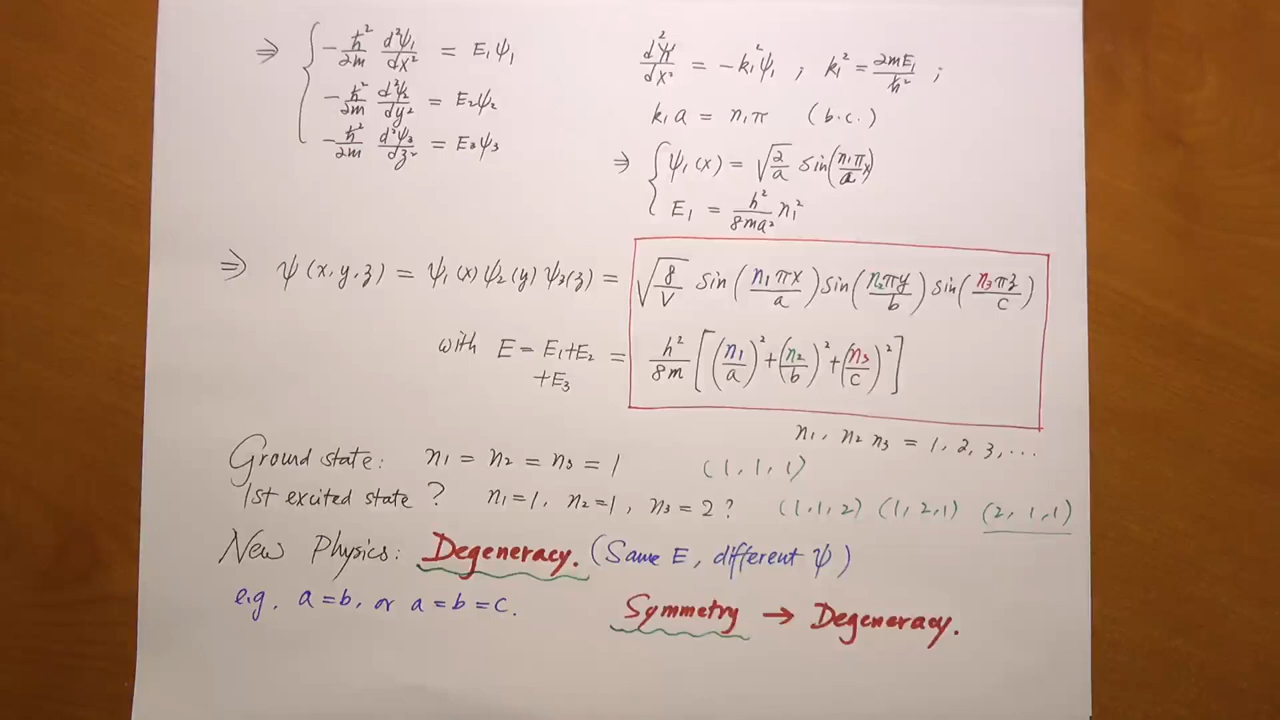 ⇒ { -ħ²/2m d²ψ₁/dx² = E₁ψ₁
-ħ²/2m d²ψ₂/dy² = E₂ψ₂
-ħ²/2m d²ψ₃/dz² = E₃ψ₃
d²ψ₁/dx² = -k₁²ψ₁ ; k₁² = 2mE₁/ħ² ;
k₁a = n₁π (b.c.)
⇒ { ψ₁(x) = √(2/a) sin(n₁π/a x)
E₁ = h²/8ma² n₁²
⇒ ψ(x,y,z) = ψ₁(x)ψ₂(y)ψ₃(z) = √(8/V) sin(n₁πx/a) sin(n₂πy/b) sin(n₃πz/c)
with E = E₁+E₂+E₃ = h²/8m [(n₁/a)²+(n₂/b)²+(n₃/c)²]
n₁, n₂ n₃ = 1, 2, 3, ...
Ground state: n₁ = n₂ = n₃ = 1 (1,1,1)
1st excited state ? n₁=1, n₂=1, n₃=2 ? (1,1,2) (1,2,1) (2,1,1)
New Physics: Degeneracy. (Same E, different ψ)
e.g, a=b, or a=b=c. Symmetry → Degeneracy.